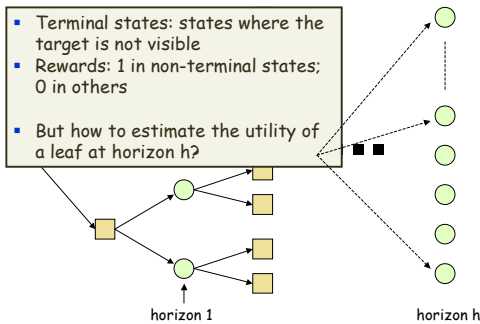 Terminal states: states where the
target is not visible
Rewards: 1 in non-terminal states;
0 in others
But how to estimate the utility of
a leaf at horizon h?
horizon 1
horizon h